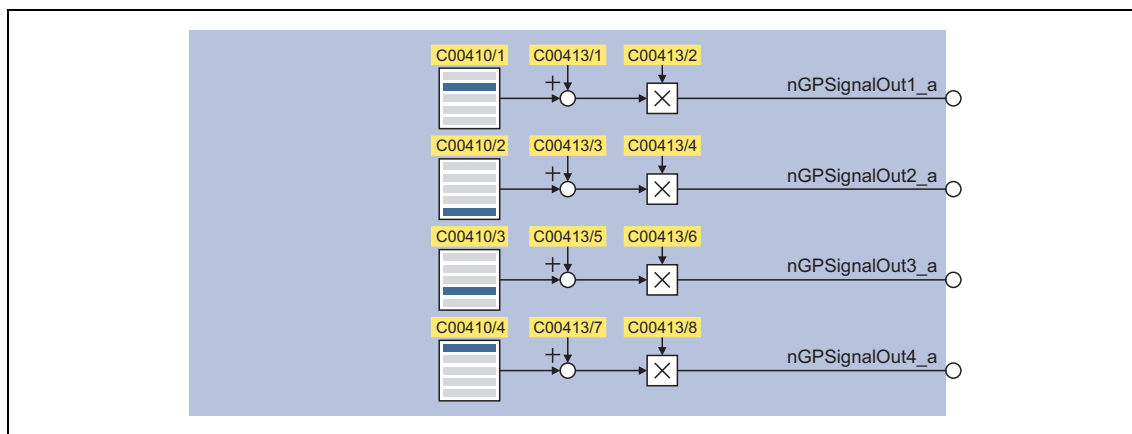 C00410/1 C00413/1 C00413/2
+ × nGPSignalOut1_a
C00410/2 C00413/3 C00413/4
+ × nGPSignalOut2_a
C00410/3 C00413/5 C00413/6
+ × nGPSignalOut3_a
C00410/4 C00413/7 C00413/8
+ × nGPSignalOut4_a